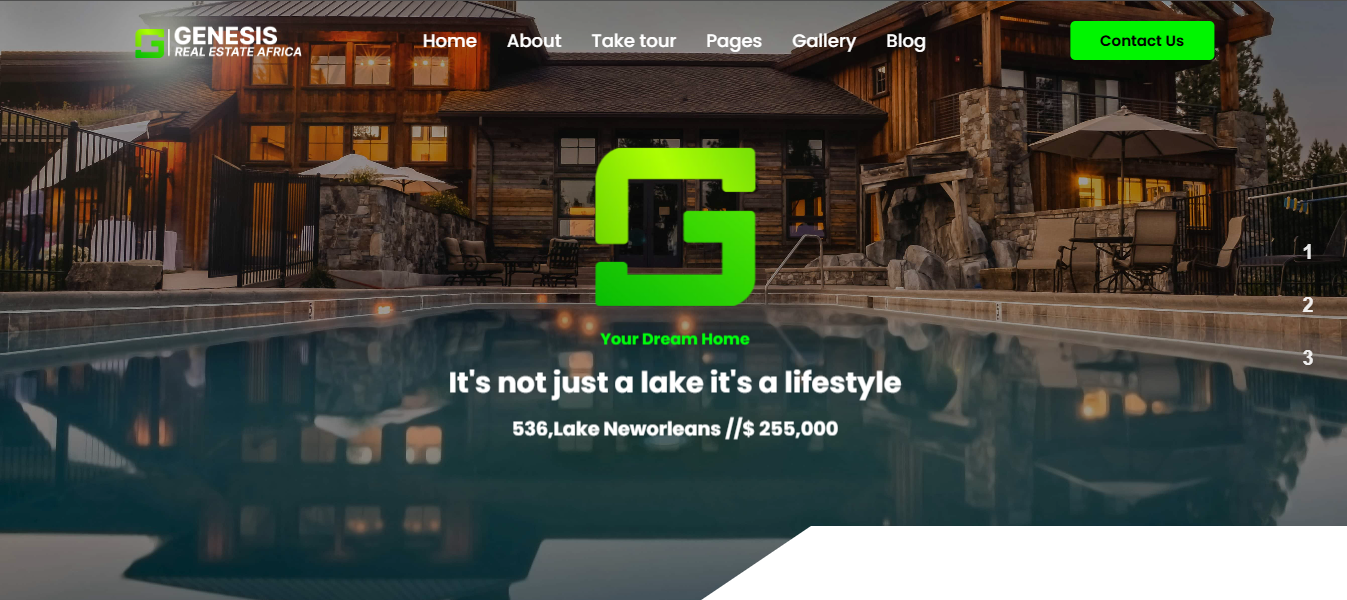 GENESIS
REAL ESTATE AFRICA
Home About Take tour Pages Gallery Blog
Contact Us
1
2
3
Your Dream Home
It's not just a lake it's a lifestyle
536,Lake Neworleans //$ 255,000